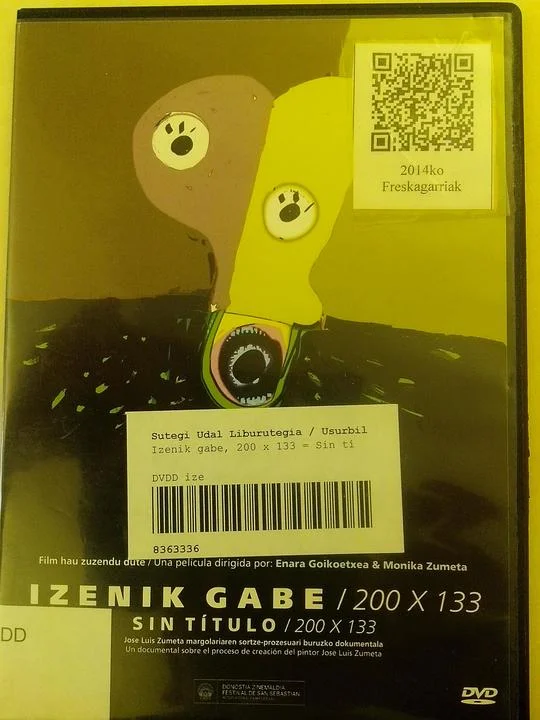 2014ko
Freskagarriak
Sutegi Udal Liburutegia / Usurbil
Izenik gabe, 200 x 133 = Sin tí
DVDD ize
8363336
Film hau zuzendu dute / Una película dirigida por: Enara Goikoetxea & Monika Zumeta
IZENIK GABE / 200 X 133
SIN TÍTULO / 200 X 133
DD
Jose Luis Zumeta margolariaren sortze-prozesuari buruzko dokumentala
Un documental sobre el proceso de creación del pintor José Luis Zumeta
DONOSTIA ZINEMALDIA
FESTIVAL DE SAN SEBASTIAN
DVD